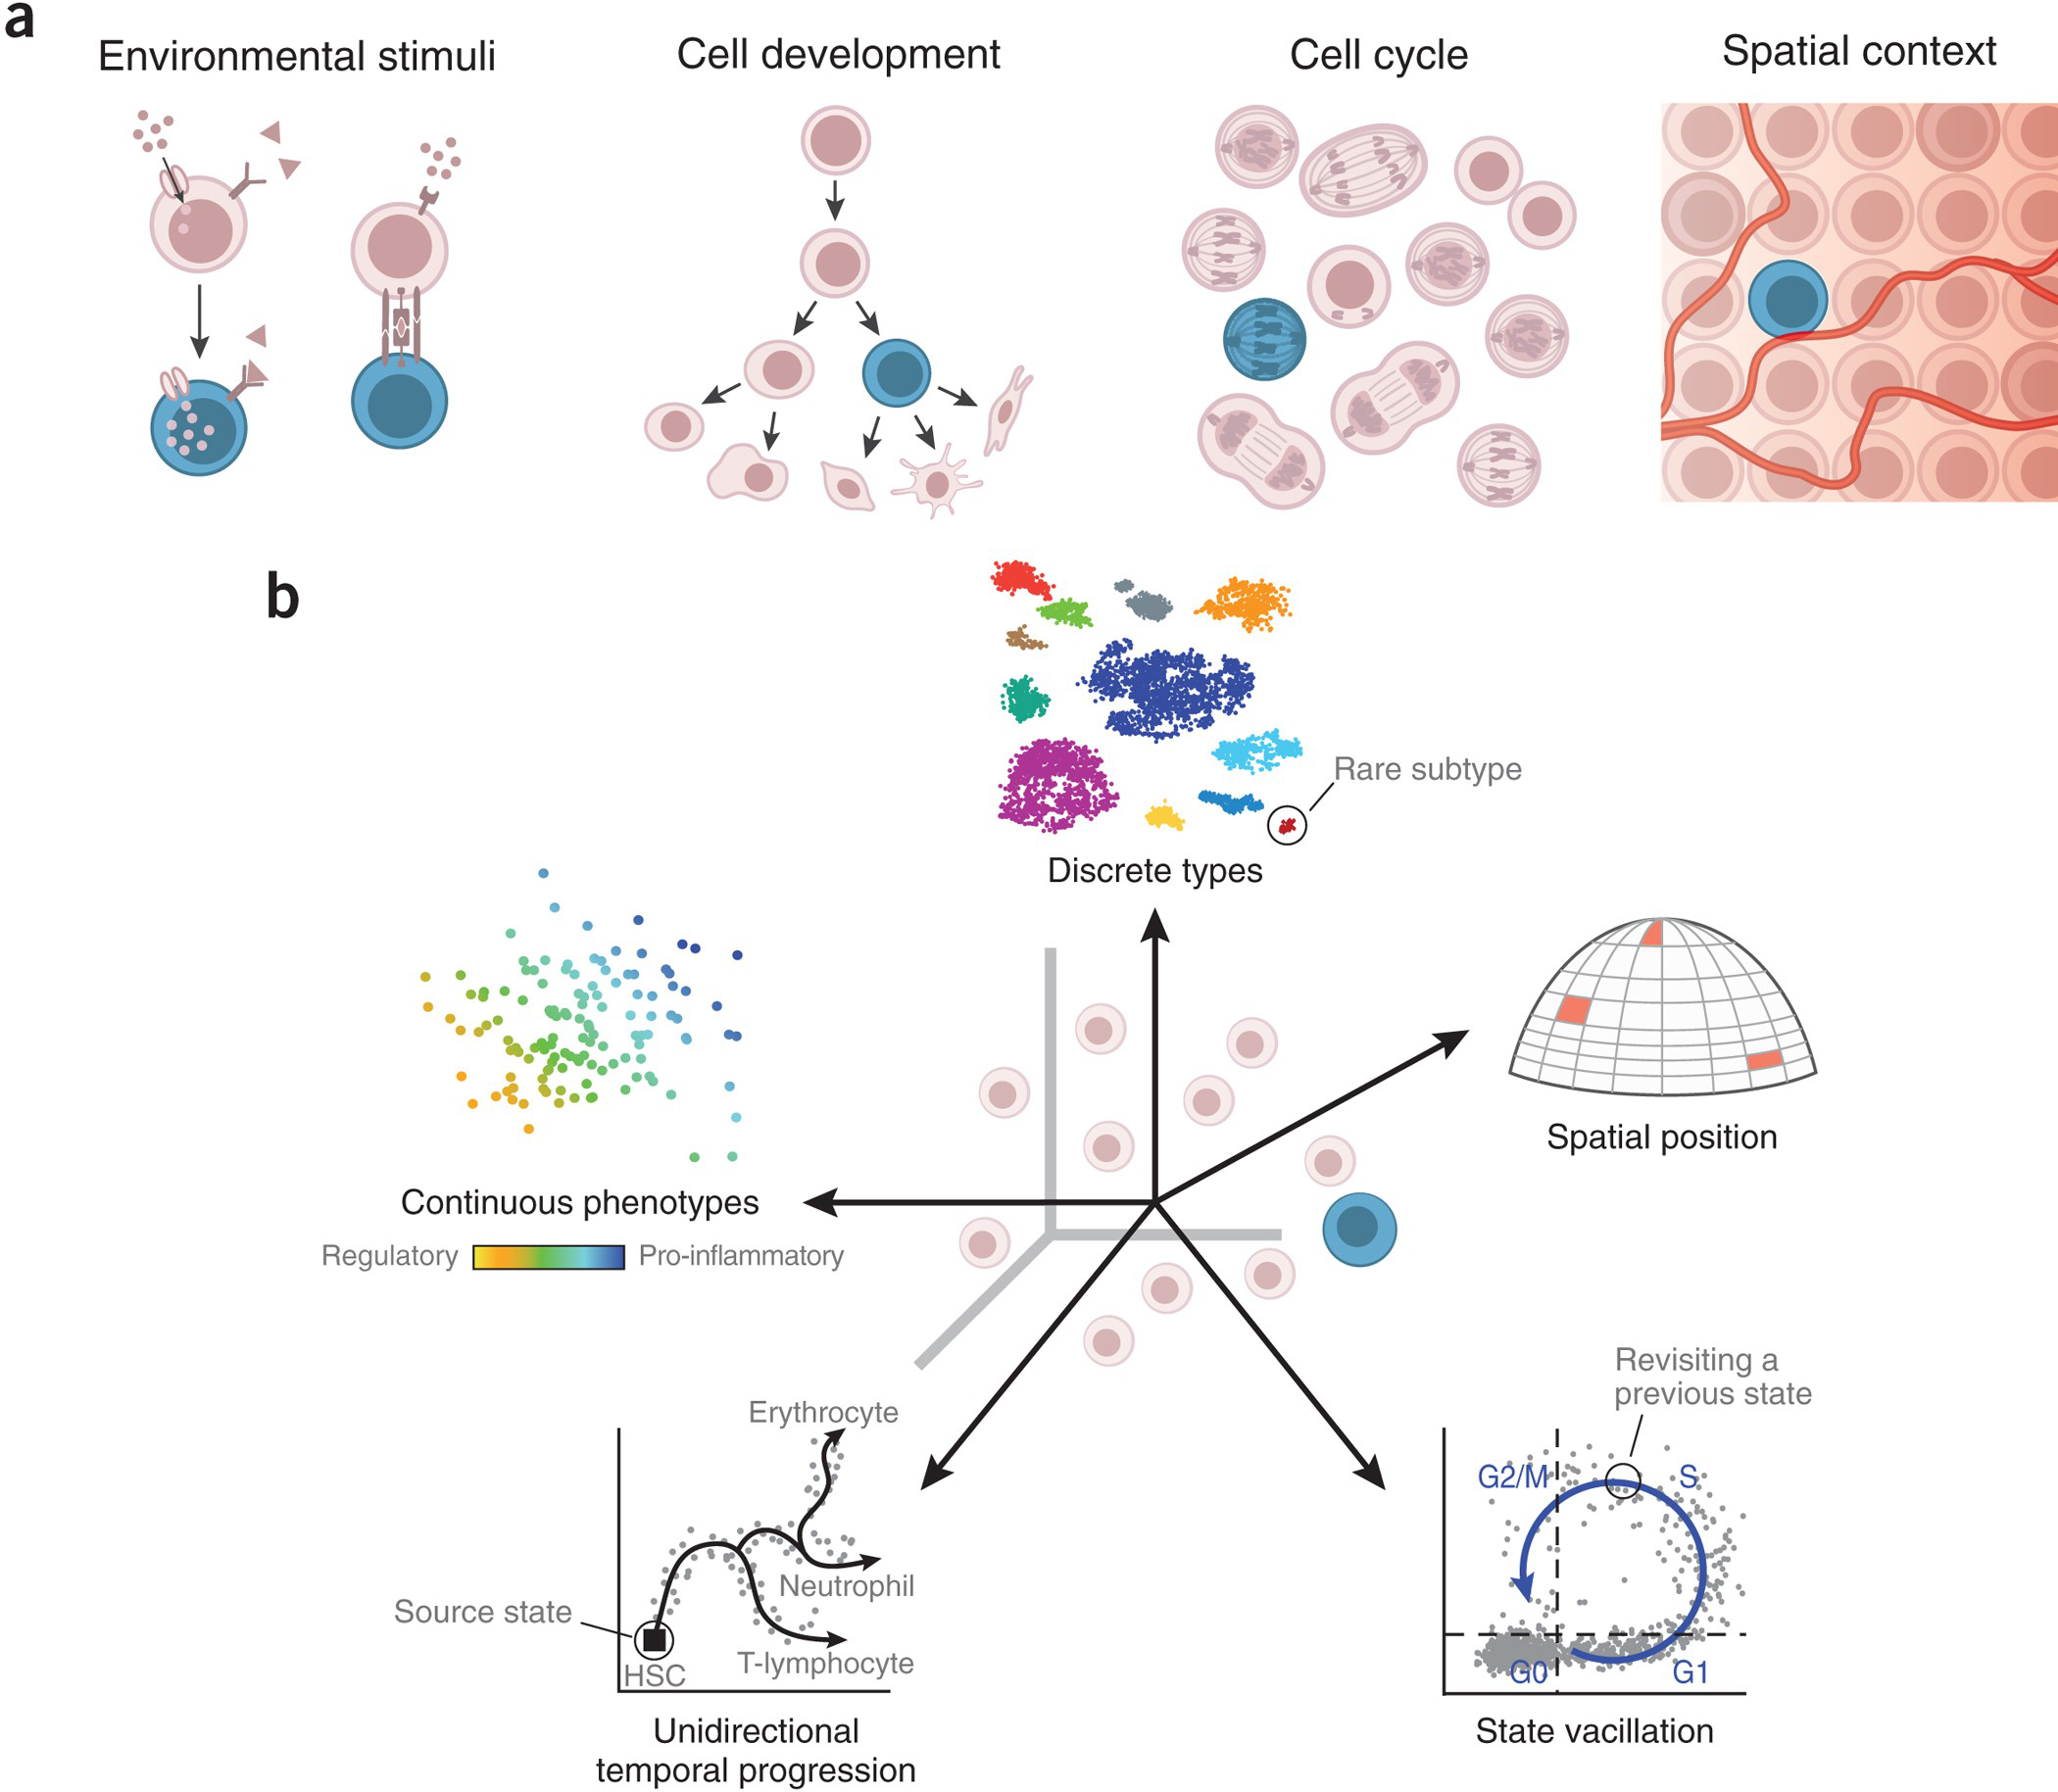 a
Environmental stimuli
Cell development
Cell cycle
Spatial context
b
Rare subtype
Discrete types
Spatial position
Continuous phenotypes
Regulatory
Pro-inflammatory
Revisiting a
previous state
Erythrocyte
G2/M
S
Neutrophil
Source state
T-lymphocyte
HSC
G0
G1
Unidirectional
temporal progression
State vacillation